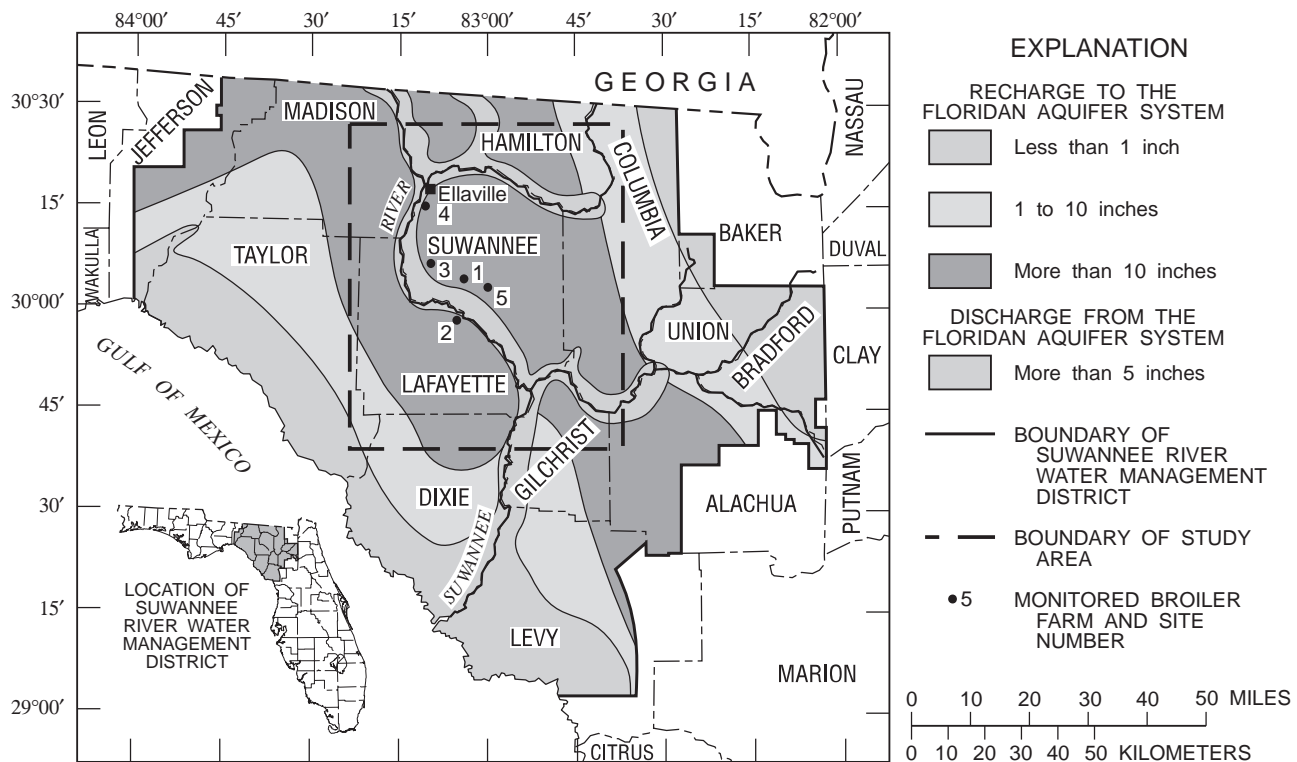 84°00′ 45′ 30′ 15′ 83°00′ 45′ 30′ 15′ 82°00′
30°30′
15′
30°00′
45′
30′
15′
29°00′
GEORGIA
LEON
JEFFERSON
MADISON
HAMILTON
COLUMBIA
NASSAU
BAKER
DUVAL
WAKULLA
TAYLOR
RIVER
Ellaville
4
SUWANNEE
3
1
5
2
UNION
BRADFORD
CLAY
LAFAYETTE
GULF OF MEXICO
GILCHRIST
DIXIE
SUWANNEE
ALACHUA
PUTNAM
LEVY
MARION
CITRUS
LOCATION OF
SUWANNEE
RIVER WATER
MANAGEMENT
DISTRICT
EXPLANATION
RECHARGE TO THE
FLORIDAN AQUIFER SYSTEM
Less than 1 inch
1 to 10 inches
More than 10 inches
DISCHARGE FROM THE
FLORIDAN AQUIFER SYSTEM
More than 5 inches
BOUNDARY OF
SUWANNEE RIVER
WATER MANAGEMENT
DISTRICT
BOUNDARY OF STUDY
AREA
5 MONITORED BROILER
FARM AND SITE
NUMBER
0 10 20 30 40 50 MILES
0 10 20 30 40 50 KILOMETERS